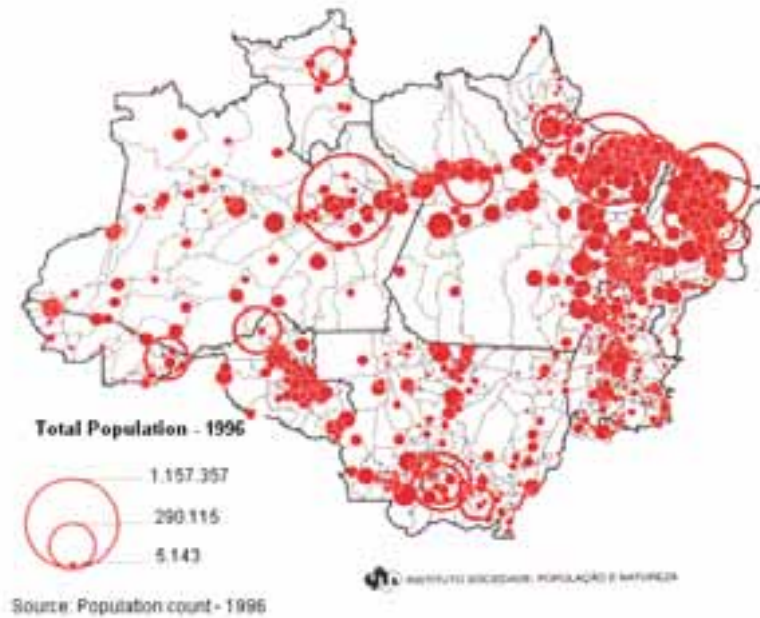 Total Population - 1996
1.157.357
290.115
5.143
INSTITUTO SOCIEDADE, POPULAÇÃO E NATUREZA
Source: Population count - 1996